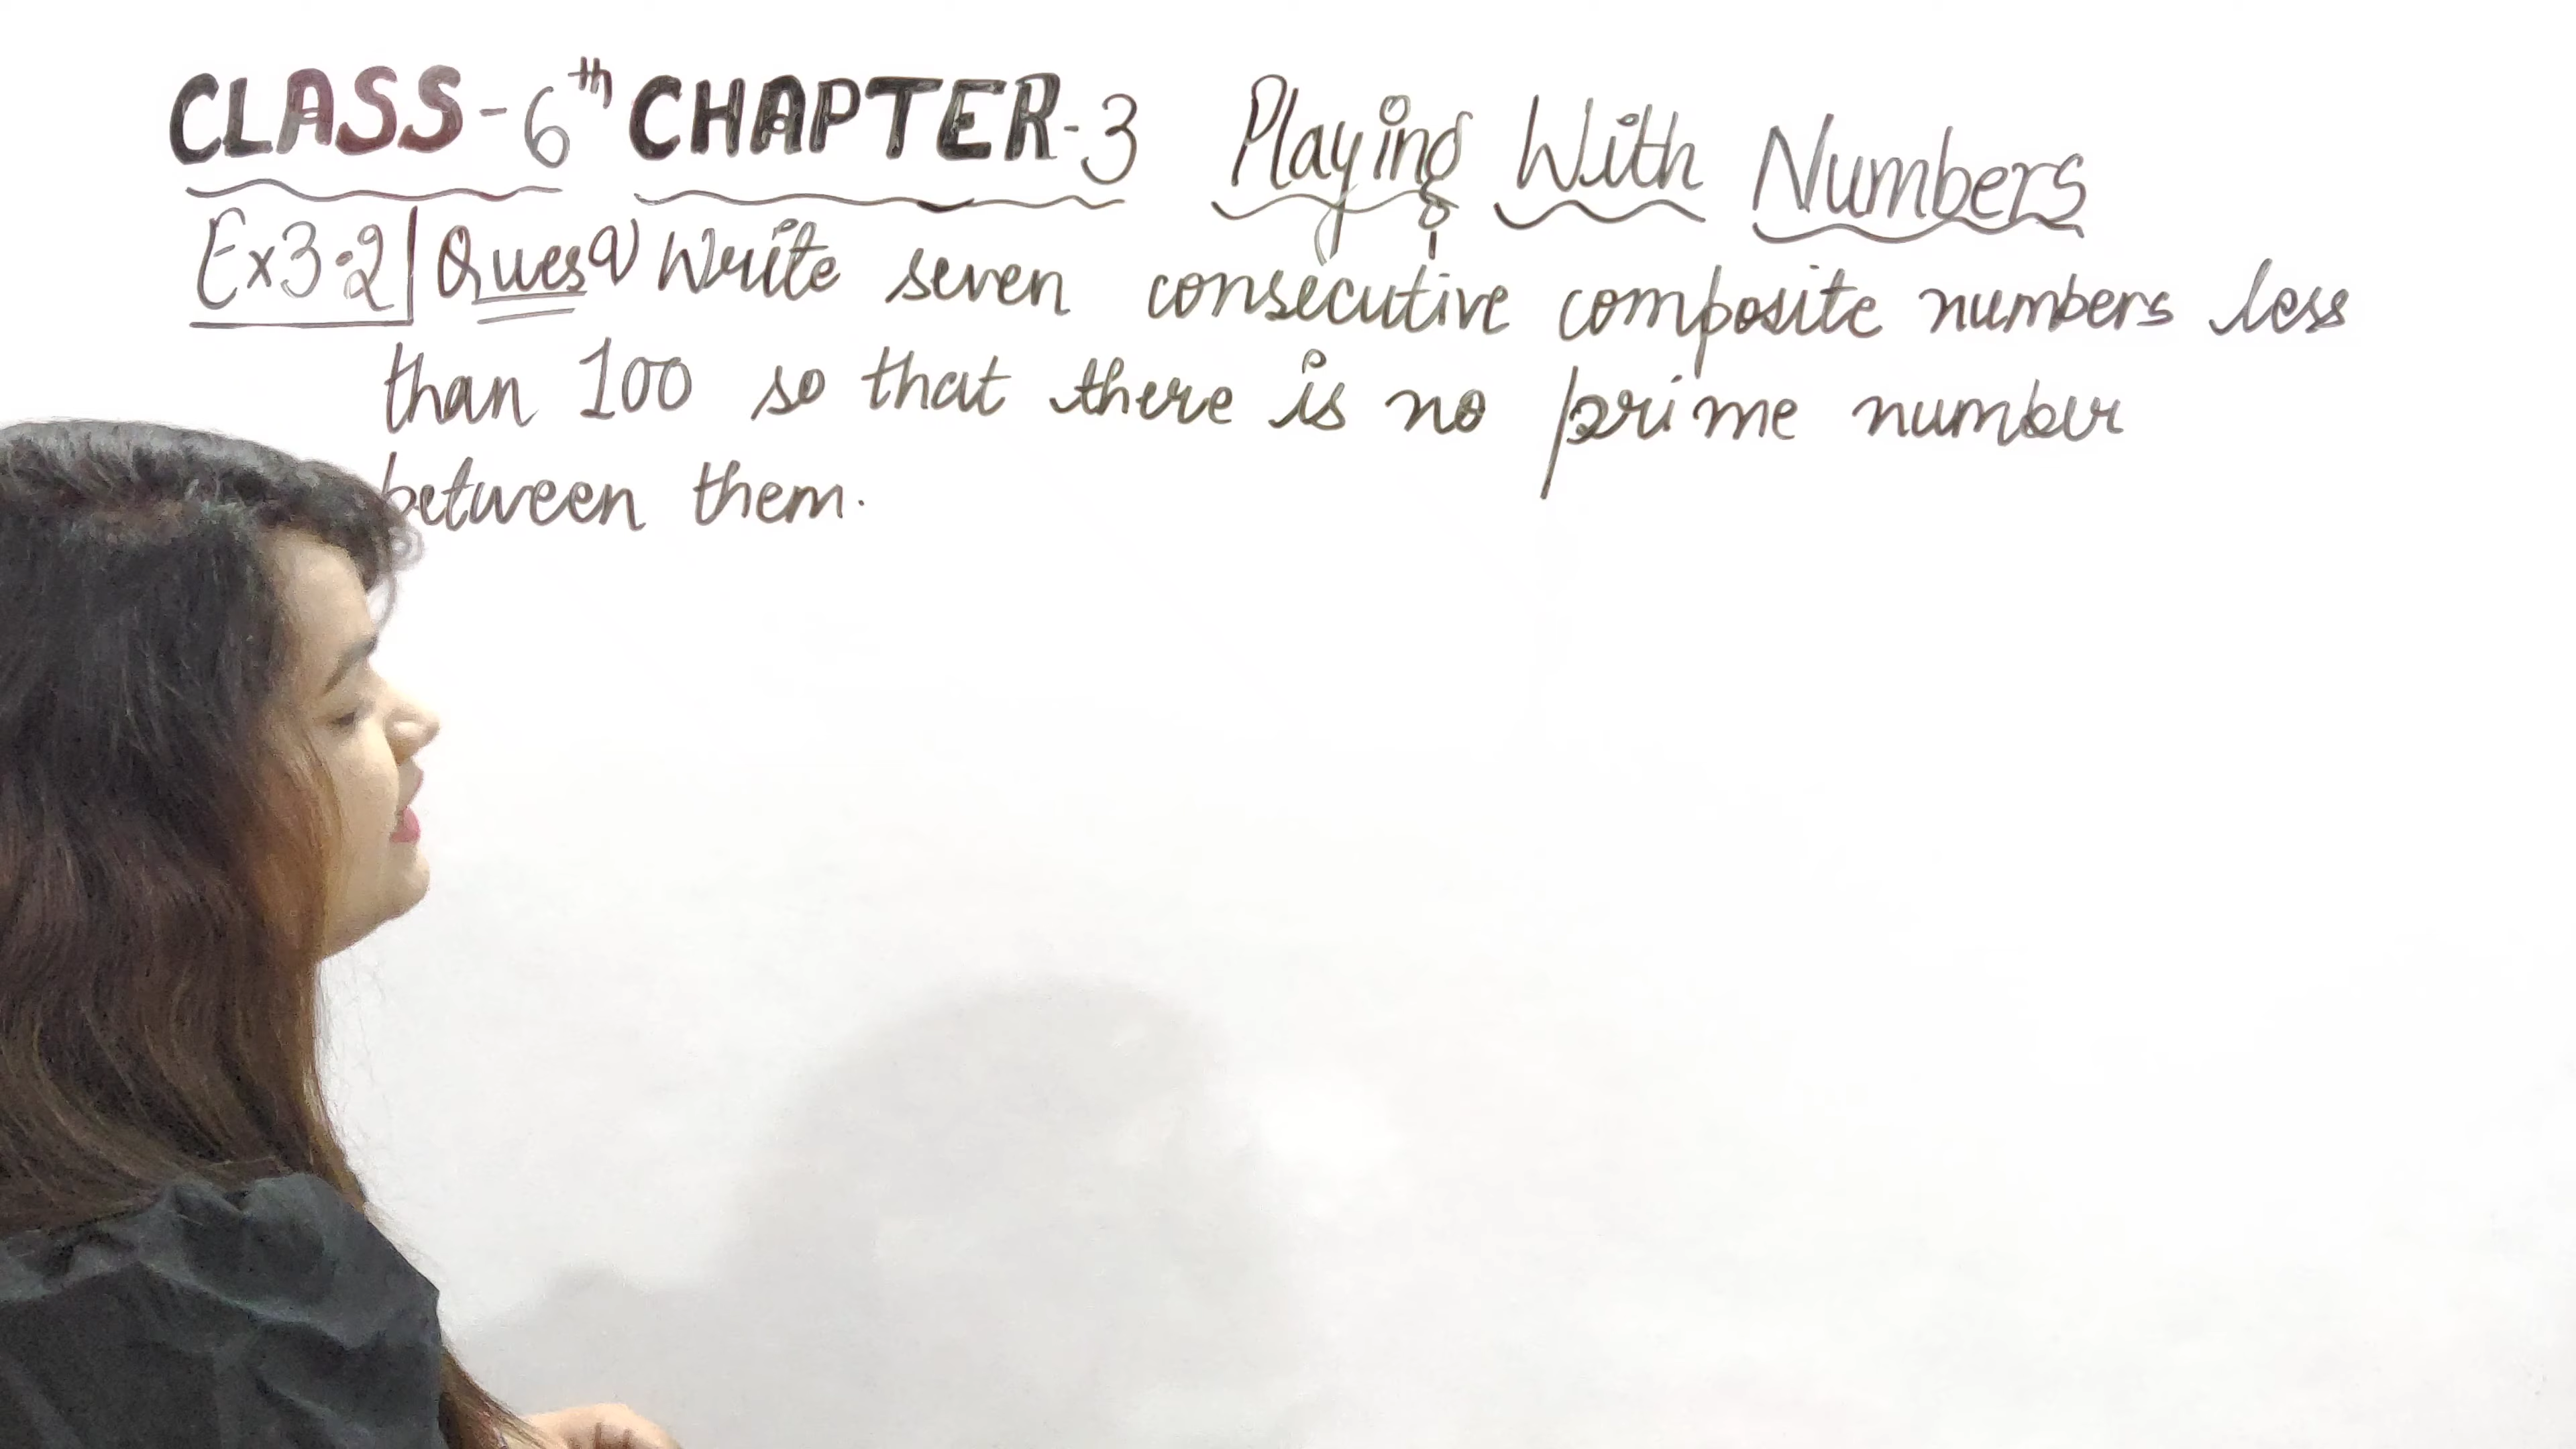 CLASS-6th CHAPTER-3 Playing With Numbers
Ex3.2 Ques9) Write seven consecutive composite numbers less
than 100 so that there is no prime number
between them.